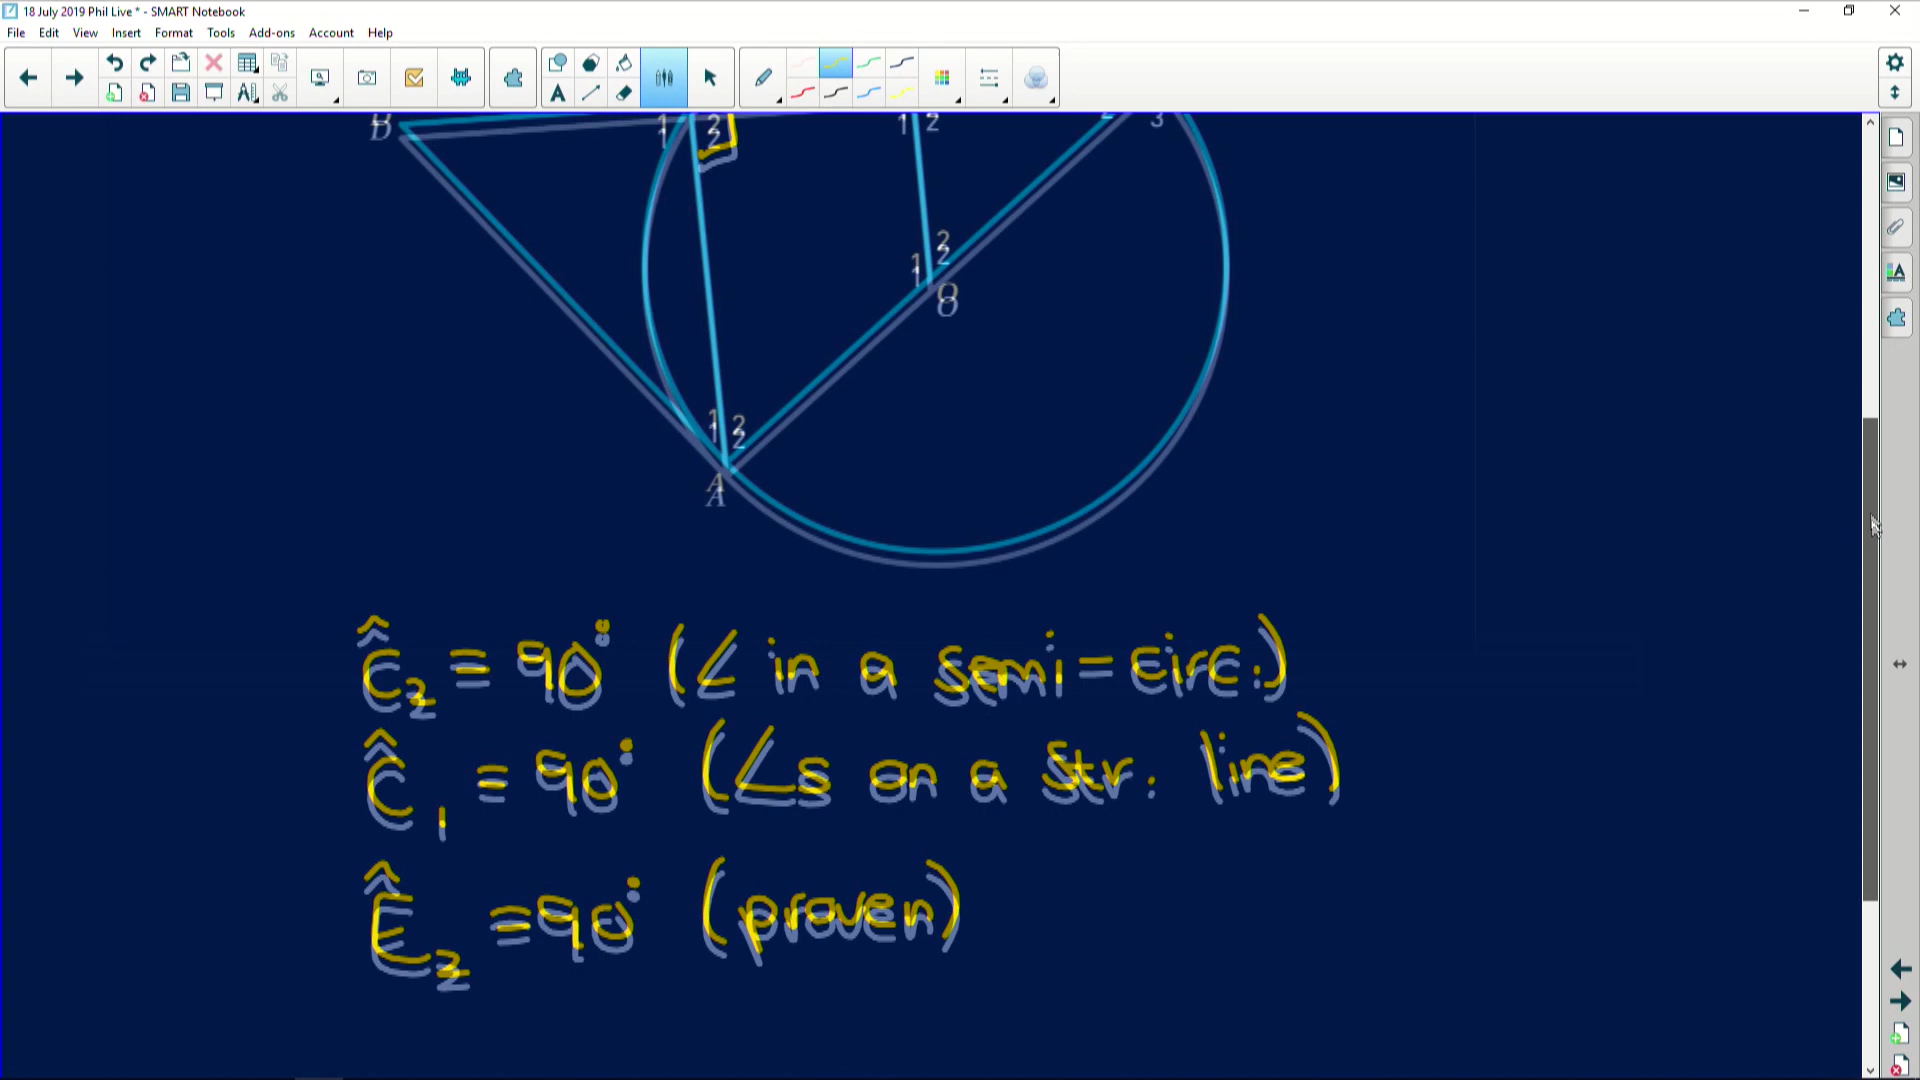 18 July 2019 Phil Live * - SMART Notebook
File Edit View Insert Format Tools Add-ons Account Help
D 1 2 1 2 2 3
2
1
O
1 2
A
Ĉ₂ = 90° (∠ in a semi-circ.)
Ĉ₁ = 90° (∠s on a str. line)
Ê₂ = 90° (proven)